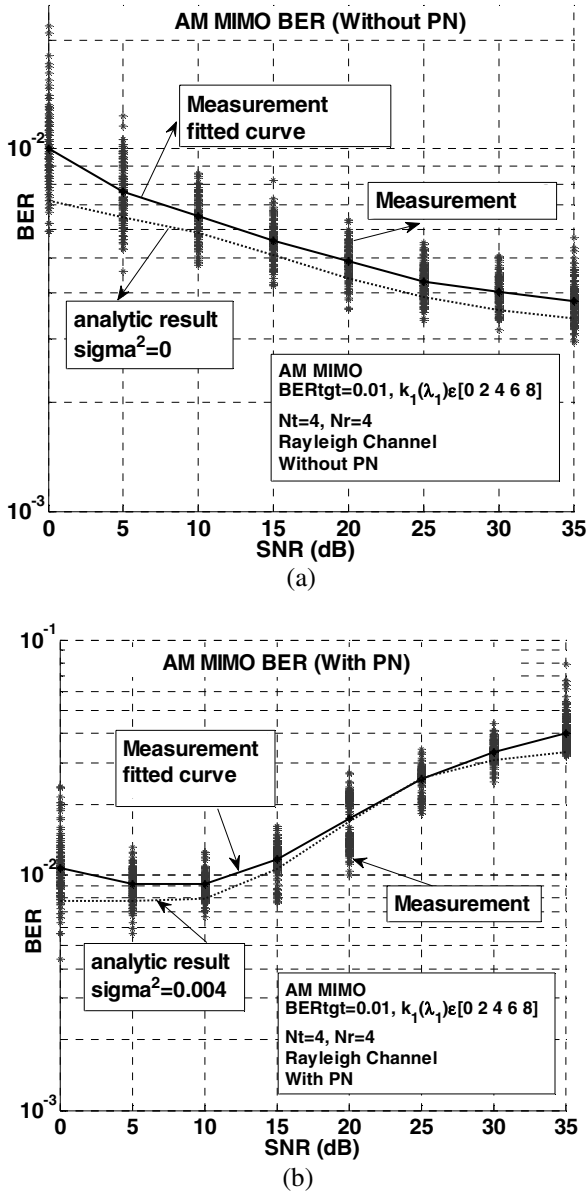 AM MIMO BER (Without PN)
Measurement
fitted curve
Measurement
analytic result
sigma²=0
AM MIMO
BERtgt=0.01, k₁(λ₁)ε[0 2 4 6 8]
Nt=4, Nr=4
Rayleigh Channel
Without PN
BER
10⁻²
10⁻³
0 5 10 15 20 25 30 35
SNR (dB)
(a)
AM MIMO BER (With PN)
Measurement
fitted curve
Measurement
analytic result
sigma²=0.004
AM MIMO
BERtgt=0.01, k₁(λ₁)ε[0 2 4 6 8]
Nt=4, Nr=4
Rayleigh Channel
With PN
BER
10⁻¹
10⁻²
10⁻³
0 5 10 15 20 25 30 35
SNR (dB)
(b)